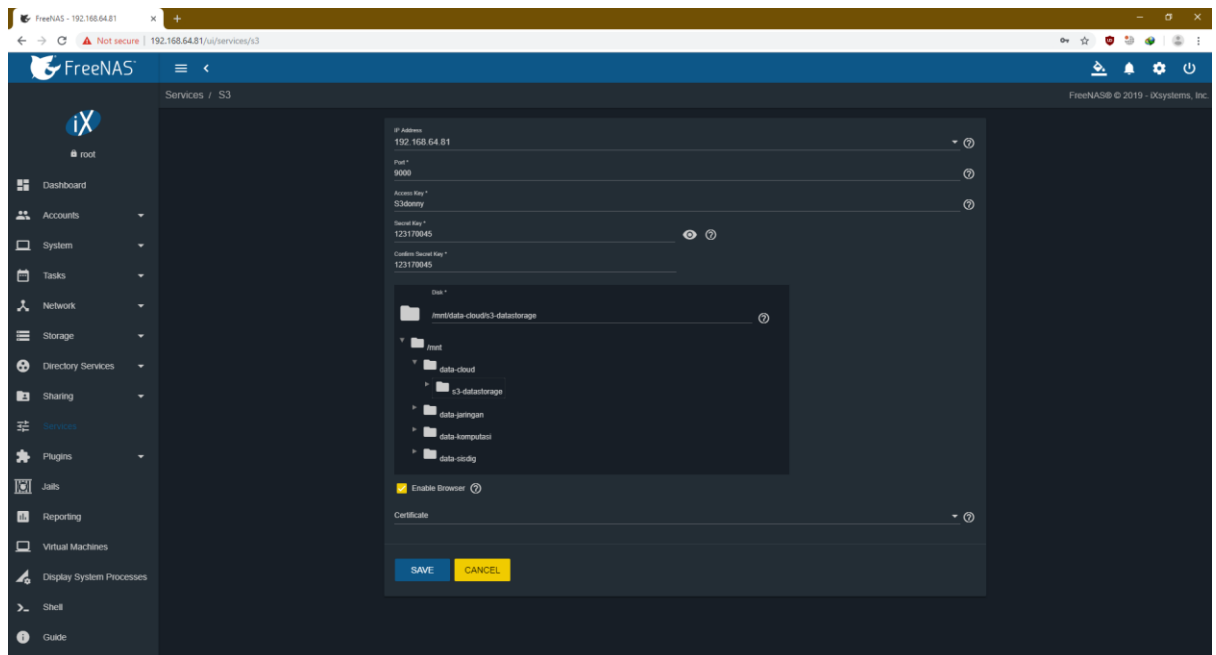 FreeNAS - 192.168.64.81
Not secure | 192.168.64.81/ui/services/s3
FreeNAS
Services / S3
FreeNAS® © 2019 - iXsystems, Inc.
iX
root
Dashboard
Accounts
System
Tasks
Network
Storage
Directory Services
Sharing
Services
Plugins
Jails
Reporting
Virtual Machines
Display System Processes
Shell
Guide
IP Address
192.168.64.81
Port *
9000
Access Key *
S3donny
Secret Key *
123170045
Confirm Secret Key *
123170045
Disk *
/mnt/data-cloud/s3-datastorage
/mnt
data-cloud
s3-datastorage
data-jaringan
data-komputasi
data-sisdig
Enable Browser
Certificate
SAVE
CANCEL